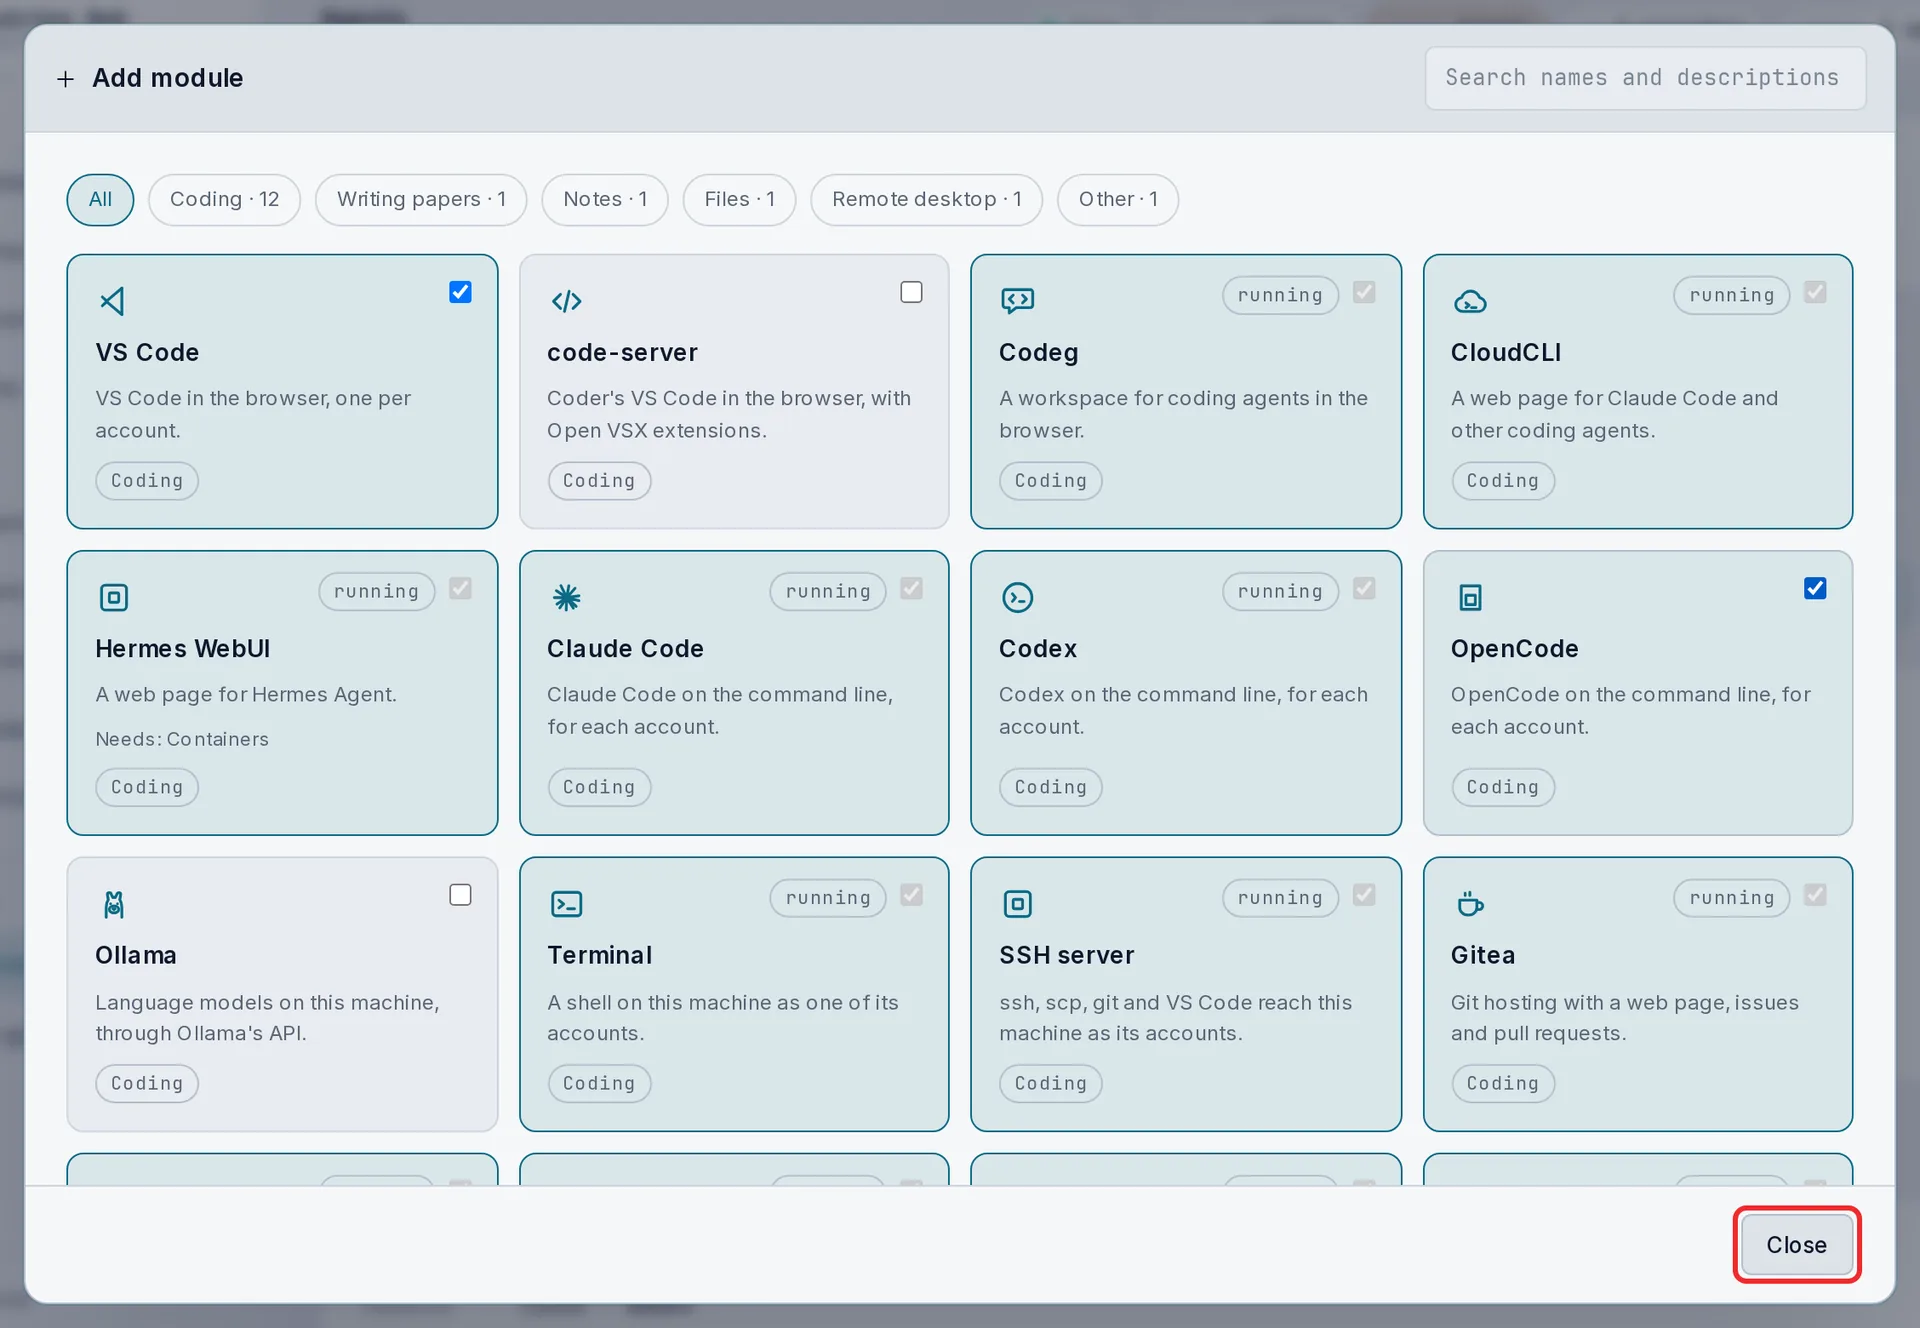 + Add module
Search names and descriptions
All
Coding · 12
Writing papers · 1
Notes · 1
Files · 1
Remote desktop · 1
Other · 1
VS Code
VS Code in the browser, one per
account.
Coding
code-server
Coder's VS Code in the browser, with
Open VSX extensions.
Coding
running
Codeg
A workspace for coding agents in the
browser.
Coding
running
CloudCLI
A web page for Claude Code and
other coding agents.
Coding
running
Hermes WebUI
A web page for Hermes Agent.
Needs: Containers
Coding
running
Claude Code
Claude Code on the command line,
for each account.
Coding
running
Codex
Codex on the command line, for each
account.
Coding
OpenCode
OpenCode on the command line, for
each account.
Coding
Ollama
Language models on this machine,
through Ollama's API.
Coding
running
Terminal
A shell on this machine as one of its
accounts.
Coding
running
SSH server
ssh, scp, git and VS Code reach this
machine as its accounts.
Coding
running
Gitea
Git hosting with a web page, issues
and pull requests.
Coding
Close